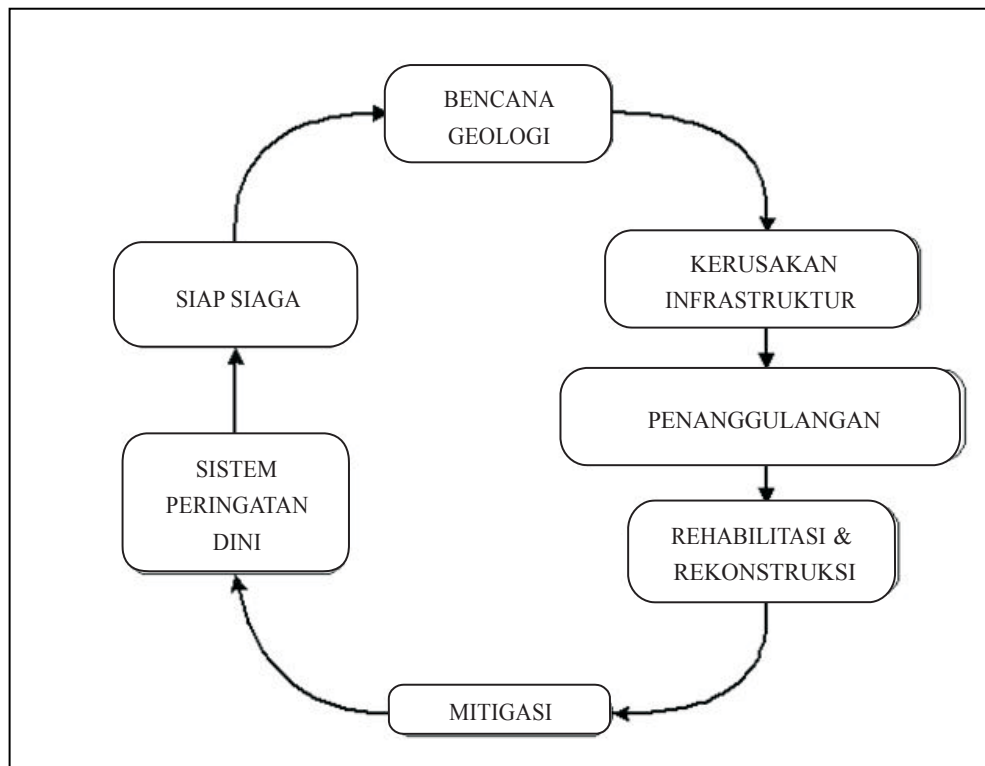 BENCANA
GEOLOGI
KERUSAKAN
INFRASTRUKTUR
PENANGGULANGAN
REHABILITASI &
REKONSTRUKSI
MITIGASI
SISTEM
PERINGATAN
DINI
SIAP SIAGA